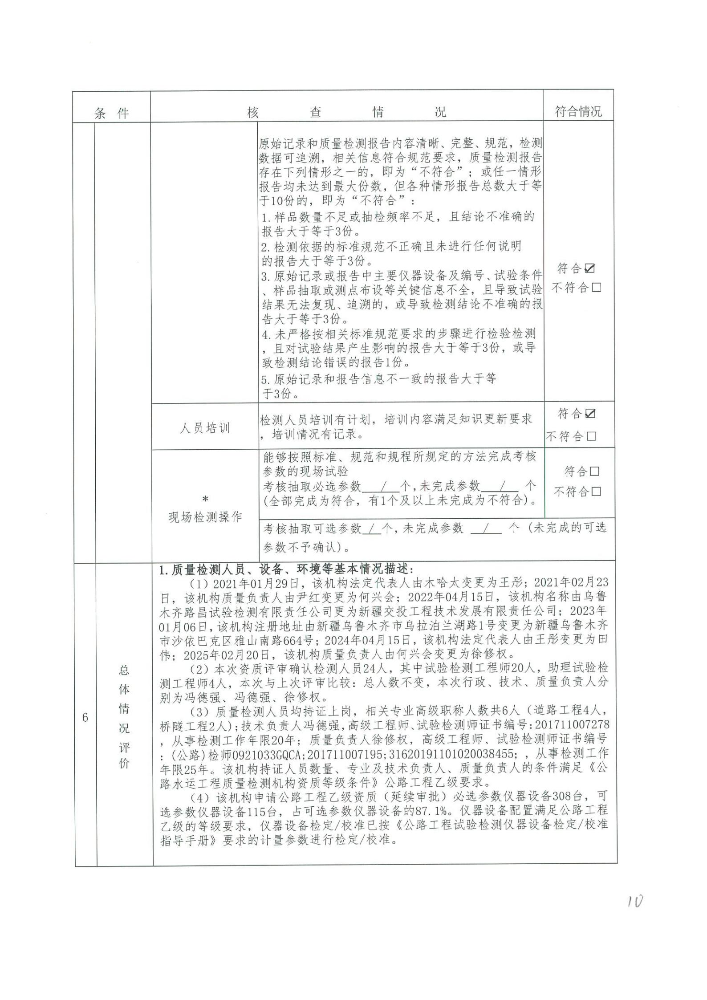 条 件 核 查 情 况 符合情况
原始记录和质量检测报告内容清晰、完整、规范，检测
数据可追溯，相关信息符合规范要求，质量检测报告
存在下列情形之一的，即为“不符合”；或任一情形
报告均未达到最大份数，但各种情形报告总数大于等
于10份的，即为“不符合”：
1.样品数量不足或抽检频率不足，且结论不准确的
报告大于等于3份。
2.检测依据的标准规范不正确且未进行任何说明
的报告大于等于3份。
3.原始记录或报告中主要仪器设备及编号、试验条件
、样品抽取或测点布设等关键信息不全，且导致试验
结果无法复现、追溯的，或导致检测结论不准确的报
告大于等于3份。
4.未严格按相关标准规范要求的步骤进行检验检测
，且对试验结果产生影响的报告大于等于3份，或导
致检测结论错误的报告1份。
5.原始记录和报告信息不一致的报告大于等
于3份。
符合☑
不符合☐
人员培训
检测人员培训有计划，培训内容满足知识更新要求
，培训情况有记录。
符合☑
不符合☐
*
现场检测操作
能够按照标准、规范和规程所规定的方法完成考核
参数的现场试验
考核抽取必选参数 / 个,未完成参数 / 个
(全部完成为符合，有1个及以上未完成为不符合)。
符合☐
不符合☐
考核抽取可选参数 / 个,未完成参数 / 个 (未完成的可选
参数不予确认)。
6
总
体
情
况
评
价
1.质量检测人员、设备、环境等基本情况描述：
（1）2021年01月29日，该机构法定代表人由木哈太变更为王彤；2021年02月23
日，该机构质量负责人由尹红变更为何兴会；2022年04月15日，该机构名称由乌鲁
木齐路昌试验检测有限责任公司更为新疆交投工程技术发展有限责任公司；2023年
01月06日,该机构注册地址由新疆乌鲁木齐市乌拉泊兰湖路1号变更为新疆乌鲁木齐
市沙依巴克区雅山南路664号；2024年04月15日,该机构法定代表人由王彤变更为田
伟；2025年02月20日，该机构质量负责人由何兴会变更为徐修权。
（2）本次资质评审确认检测人员24人，其中试验检测工程师20人，助理试验检
测工程师4人，本次与上次评审比较：总人数不变，本次行政、技术、质量负责人分
别为冯德强、冯德强、徐修权。
（3）质量检测人员均持证上岗，相关专业高级职称人数共6人（道路工程4人，
桥隧工程2人);技术负责人冯德强,高级工程师、试验检测师证书编号:201711007278
，从事检测工作年限20年；质量负责人徐修权，高级工程师、试验检测师证书编号
：(公路)检师0921033GQCA;201711007195;31620191101020038455；，从事检测工作
年限25年。该机构持证人员数量、专业及技术负责人、质量负责人的条件满足《公
路水运工程质量检测机构资质等级条件》公路工程乙级要求。
（4）该机构申请公路工程乙级资质（延续审批）必选参数仪器设备308台，可
选参数仪器设备115台，占可选参数仪器设备的87.1%。仪器设备配置满足公路工程
乙级的等级要求，仪器设备检定/校准已按《公路工程试验检测仪器设备检定/校准
指导手册》要求的计量参数进行检定/校准。
10